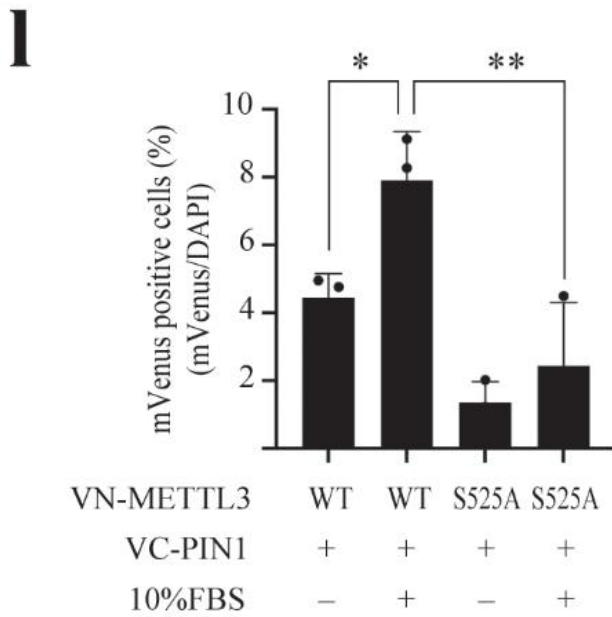 l
* **
mVenus positive cells (%)
(mVenus/DAPI)
10
8
6
4
2
VN-METTL3 WT WT S525A S525A
VC-PIN1 + + + +
10%FBS – + – +